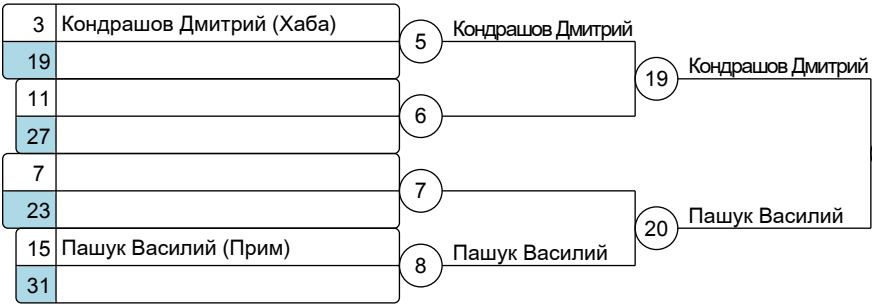 3 Кондрашов Дмитрий (Хаба)
19
5 Кондрашов Дмитрий
11
27
6
19 Кондрашов Дмитрий
7
23
7
15 Пашук Василий (Прим)
31
8 Пашук Василий
20 Пашук Василий